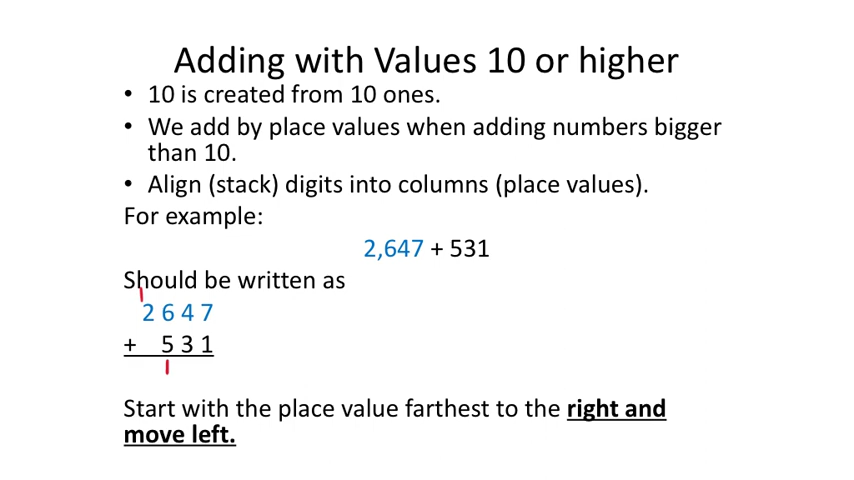 Adding with Values 10 or higher
• 10 is created from 10 ones.
• We add by place values when adding numbers bigger
than 10.
• Align (stack) digits into columns (place values).
For example:
2,647 + 531
Should be written as
1
2 6 4 7
+ 5 3 1
1
Start with the place value farthest to the right and
move left.